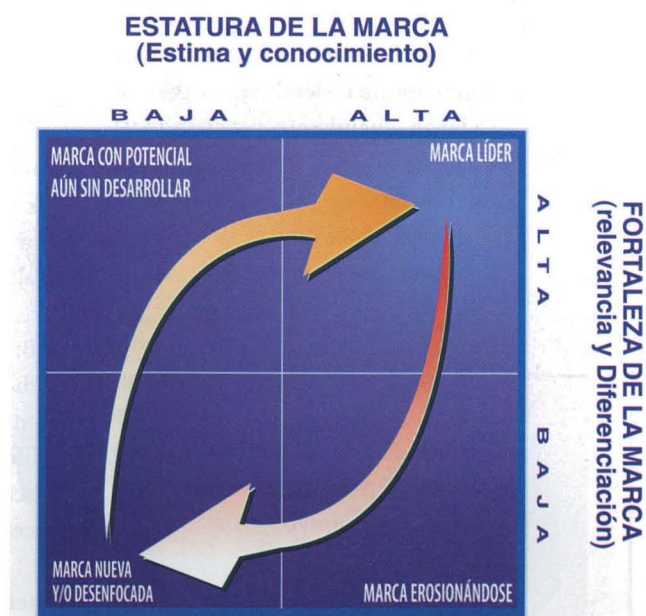 ESTATURA DE LA MARCA
(Estima y conocimiento)
BAJA ALTA
MARCA CON POTENCIAL
AÚN SIN DESARROLLAR
MARCA LÍDER
ALTA
BAJA
FORTALEZA DE LA MARCA
(relevancia y Diferenciación)
MARCA NUEVA
Y/O DESENFOCADA
MARCA EROSIONÁNDOSE